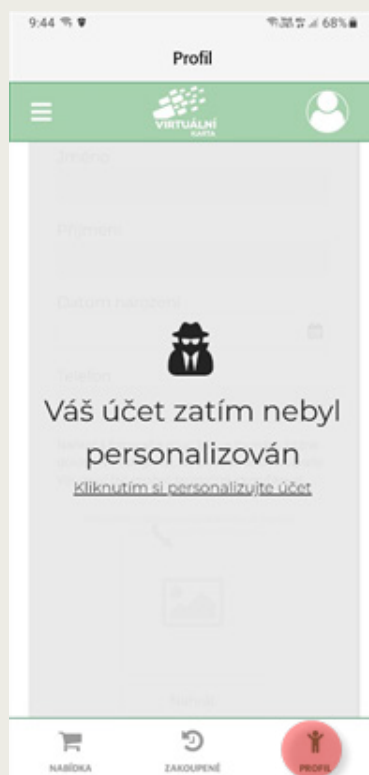 9:44
68%
Profil
VIRTUÁLNÍ
KARTA
Jméno
Příjmení
Datum narození
Telefon
Váš účet zatím nebyl
personalizován
Kliknutím si personalizujte účet
NABÍDKA
ZAKOUPENÉ
PROFIL